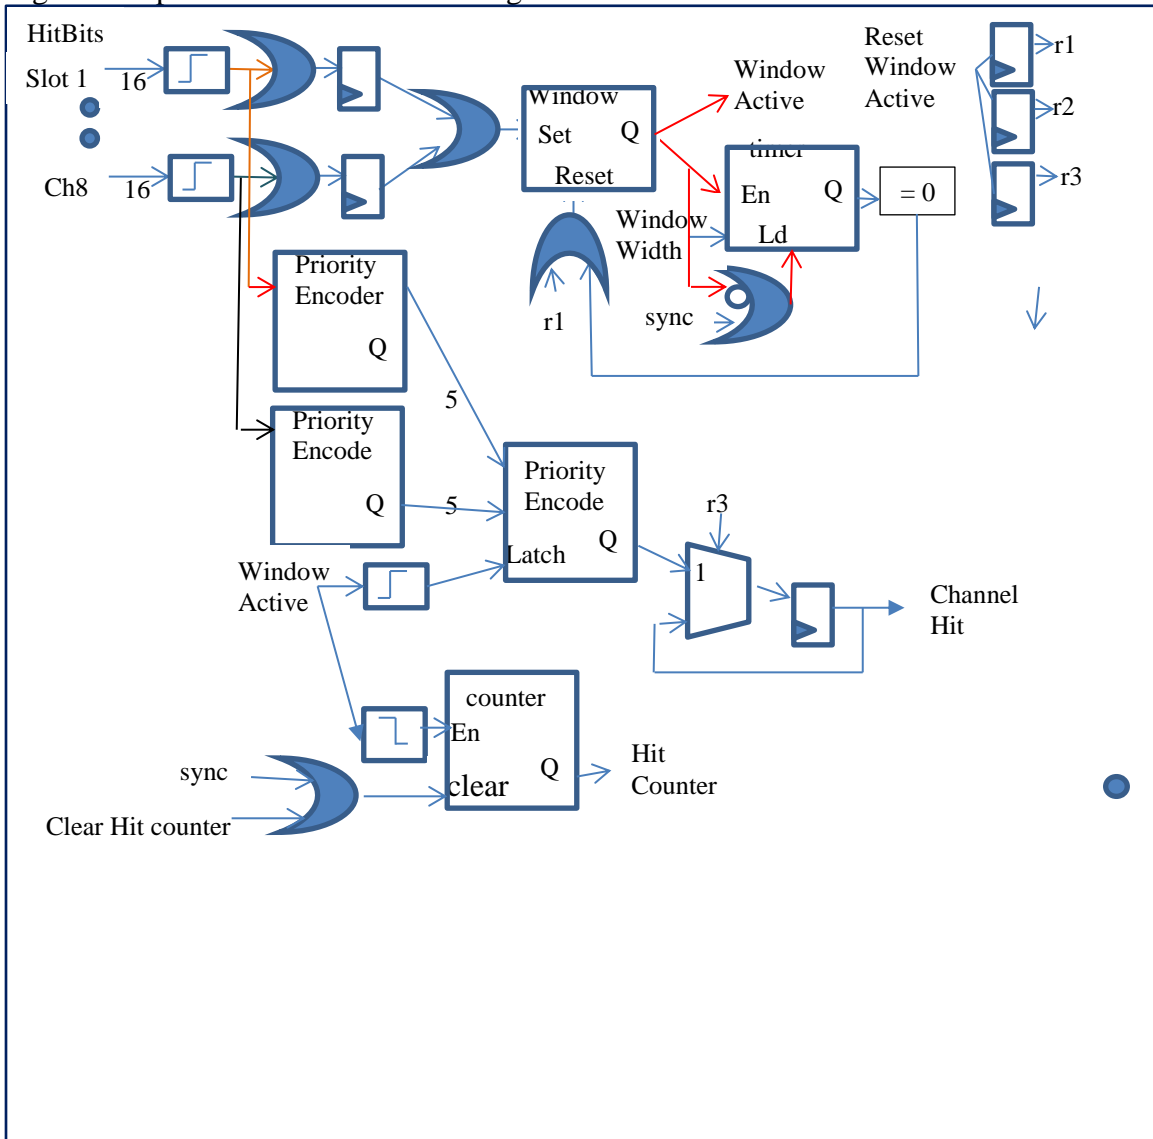 HitBits
Slot 1
16
Ch8
16
Window
Set
Q
Reset
Window
Active
timer
En
Q
Ld
= 0
Reset
Window
Active
r1
r2
r3
Window
Width
sync
r1
Priority
Encoder
Q
5
Priority
Encode
Q
5
Priority
Encode
Q
Latch
r3
1
Channel
Hit
Window
Active
counter
En
Q
clear
Hit
Counter
sync
Clear Hit counter